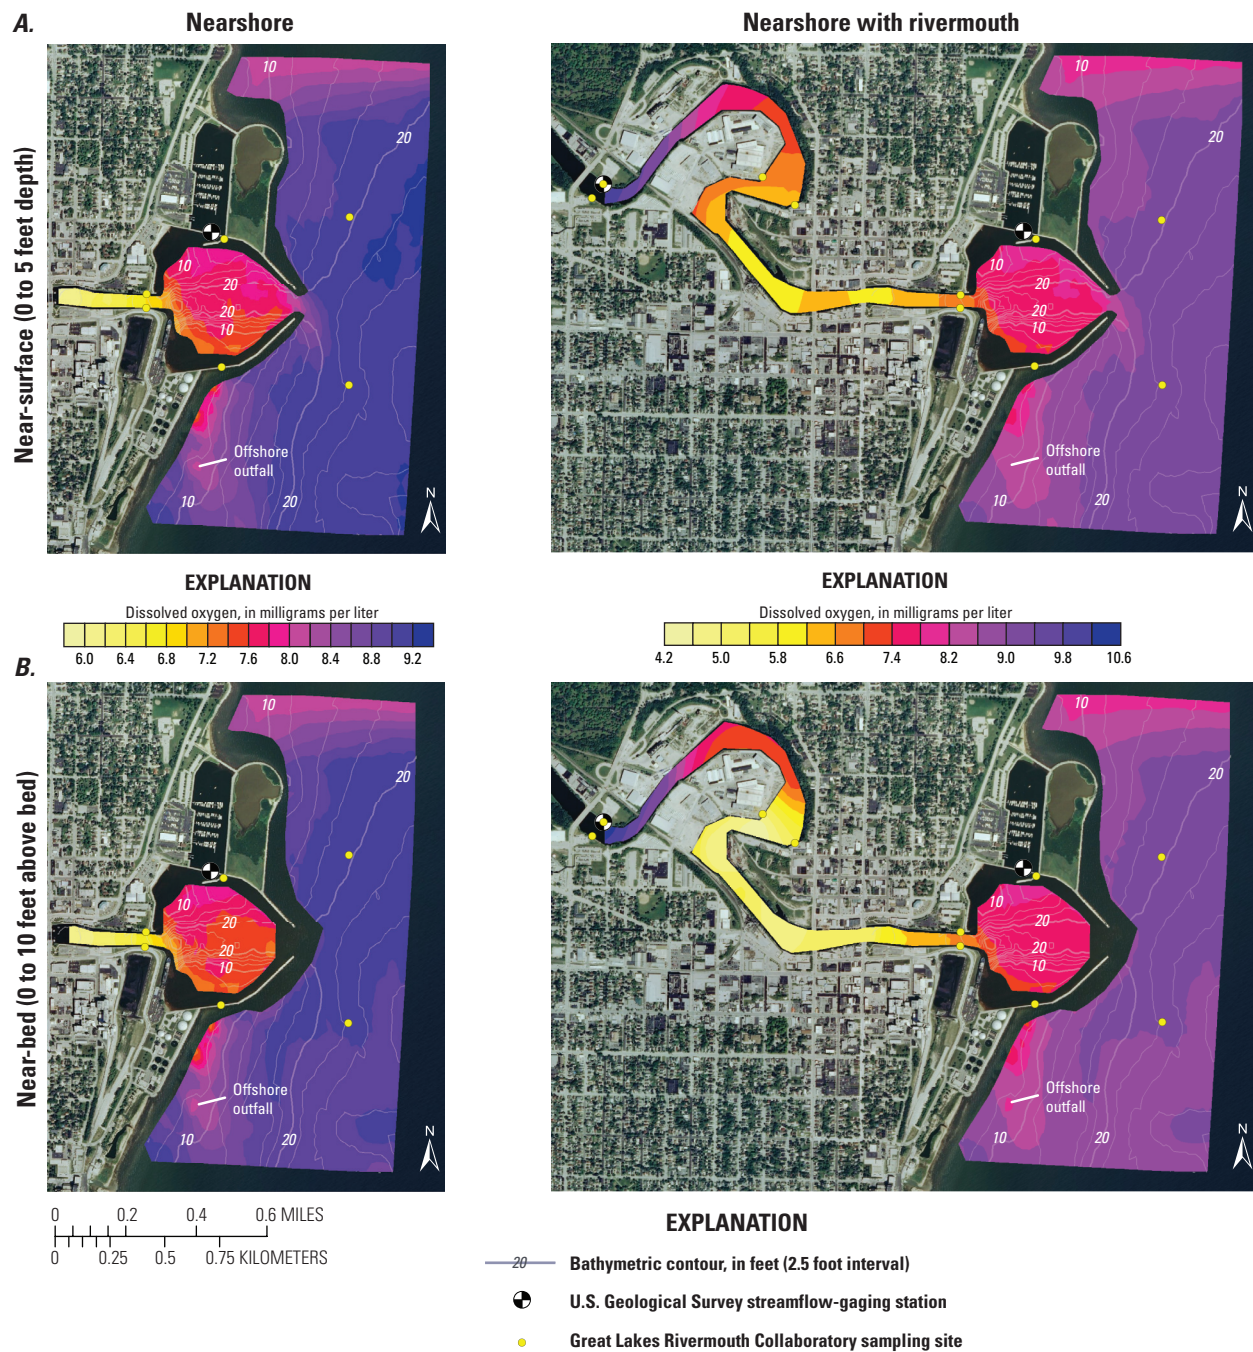 A.
Nearshore
Nearshore with rivermouth
Near-surface (0 to 5 feet depth)
10
20
10
20
20
10
Offshore
outfall
10
20
N
10
20
10
20
20
10
Offshore
outfall
10
20
N
EXPLANATION
Dissolved oxygen, in milligrams per liter
6.0 6.4 6.8 7.2 7.6 8.0 8.4 8.8 9.2
EXPLANATION
Dissolved oxygen, in milligrams per liter
4.2 5.0 5.8 6.6 7.4 8.2 9.0 9.8 10.6
B.
Near-bed (0 to 10 feet above bed)
10
20
10
20
20
10
Offshore
outfall
10
20
N
10
20
10
20
20
10
Offshore
outfall
10
20
N
0 0.2 0.4 0.6 MILES
0 0.25 0.5 0.75 KILOMETERS
EXPLANATION
20 Bathymetric contour, in feet (2.5 foot interval)
U.S. Geological Survey streamflow-gaging station
Great Lakes Rivermouth Collaboratory sampling site